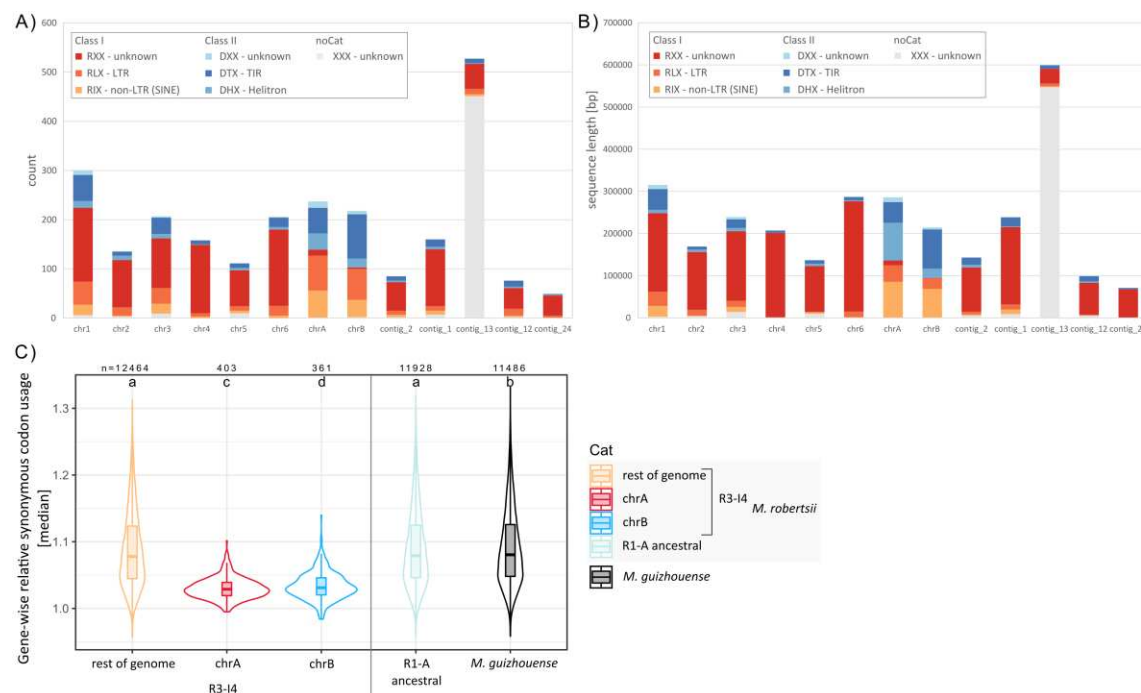 A)
600
500
400
300
200
100
0
count
Class I
RXX - unknown
RLX - LTR
RIX - non-LTR (SINE)
Class II
DXX - unknown
DTX - TIR
DHX - Helitron
noCat
XXX - unknown
chr1 chr2 chr3 chr4 chr5 chr6 chrA chrB contig_2 contig_1 contig_13 contig_12 contig_24
B)
700000
600000
500000
400000
300000
200000
100000
0
sequence length [bp]
Class I
RXX - unknown
RLX - LTR
RIX - non-LTR (SINE)
Class II
DXX - unknown
DTX - TIR
DHX - Helitron
noCat
XXX - unknown
chr1 chr2 chr3 chr4 chr5 chr6 chrA chrB contig_2 contig_1 contig_13 contig_12 contig_2
C)
n=12464 403 361 11928 11486
a c d a b
Gene-wise relative synonymous codon usage
[median]
1.3
1.2
1.1
1.0
rest of genome chrA chrB R1-A M. guizhouense
ancestral
R3-I4
Cat
rest of genome
chrA
chrB
R3-I4
M. robertsii
R1-A ancestral
M. guizhouense